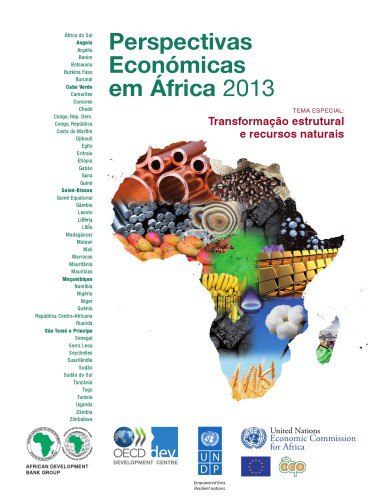 África do Sul
Angola
Argélia
Benim
Botswana
Burkina Faso
Burundi
Cabo Verde
Camarões
Comores
Chade
Congo, Rep. Dem.
Congo, República
Costa do Marfim
Djibouti
Egito
Eritreia
Etiópia
Gabão
Gana
Guiné
Guiné-Bissau
Guiné Equatorial
Gâmbia
Lesoto
Libéria
Líbia
Madagáscar
Malawi
Mali
Marrocos
Mauritânia
Maurícias
Moçambique
Namíbia
Nigéria
Niger
Quénia
República Centro-Africana
Ruanda
São Tomé e Príncipe
Senegal
Serra Leoa
Seychelles
Suazilândia
Sudão
Sudão do Sul
Tanzânia
Togo
Tunísia
Uganda
Zâmbia
Zimbabwe
Perspectivas
Económicas
em África 2013
TEMA ESPECIAL:
Transformação estrutural
e recursos naturais
AFRICAN DEVELOPMENT
BANK GROUP
OECD dev
DEVELOPMENT CENTRE
U N
D P
Empowered lives.
Resilient nations.
United Nations
Economic Commission
for Africa
acp